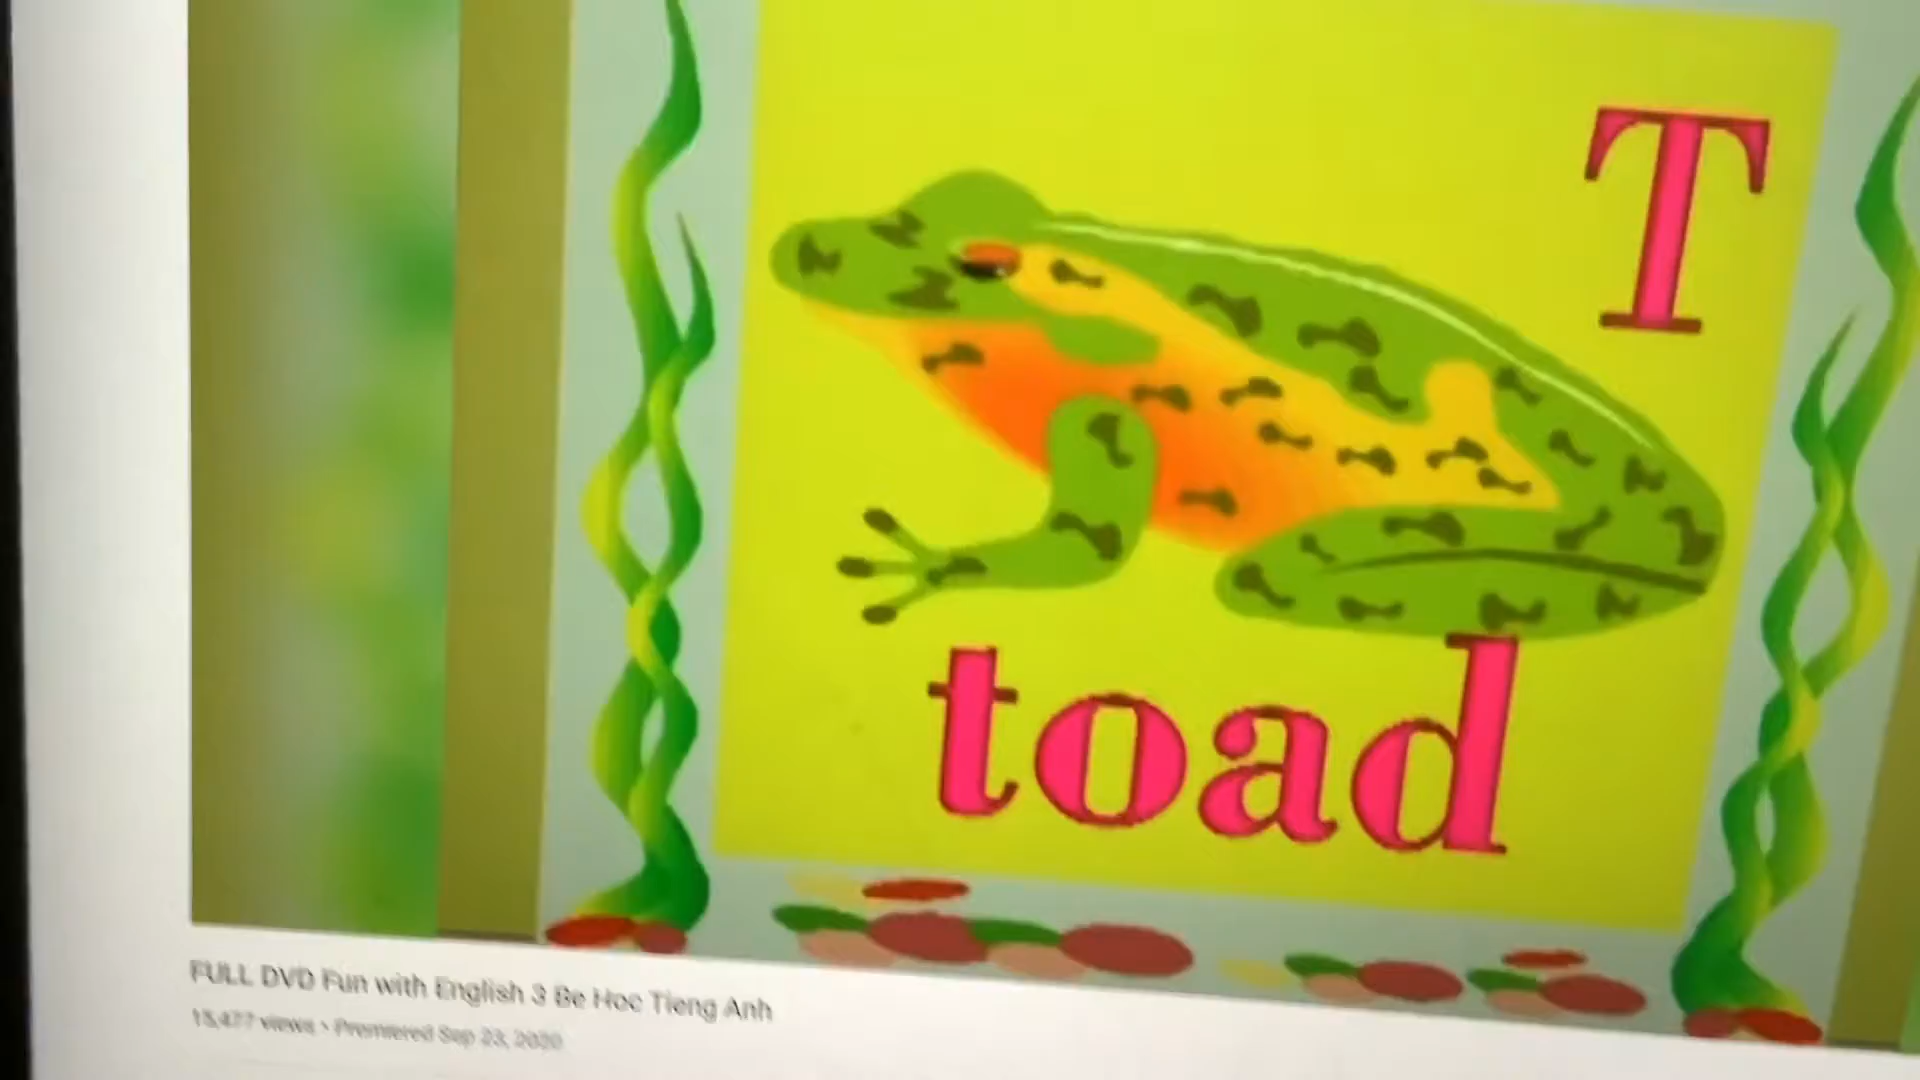 T
toad
FULL DVD Fun with English 3 Be Hoc Tieng Anh
15,477 views • Premiered Sep 23, 2020